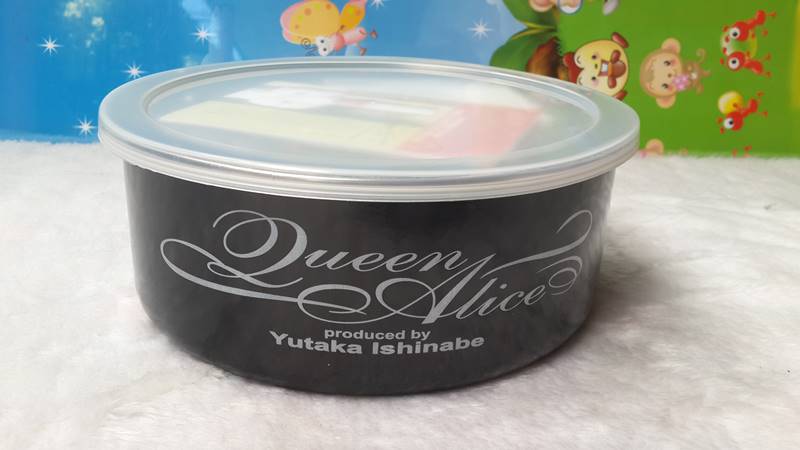 Queen Alice
produced by
Yutaka Ishinabe